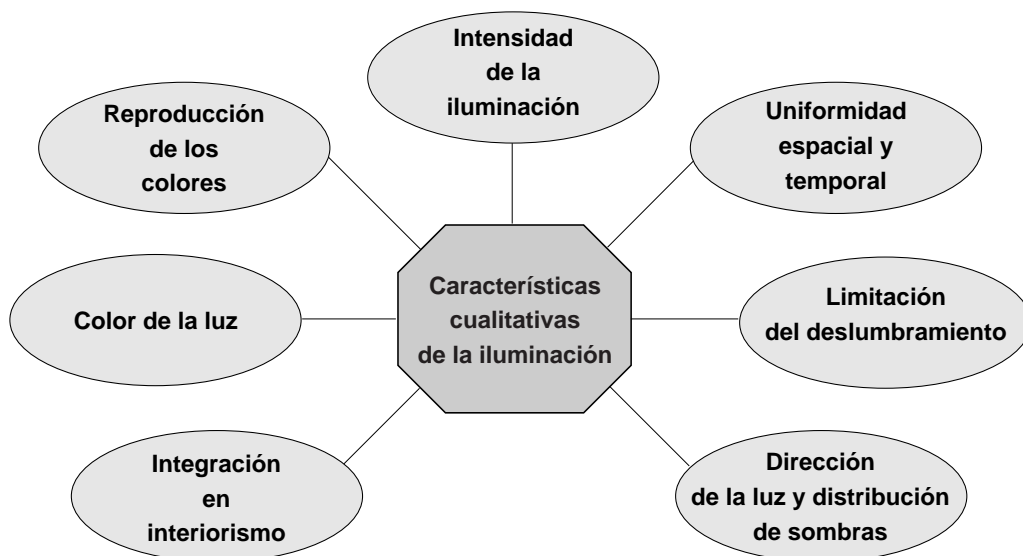 Intensidad
de la
iluminación
Reproducción
de los
colores
Uniformidad
espacial y
temporal
Color de la luz
Características
cualitativas
de la iluminación
Limitación
del deslumbramiento
Integración
en
interiorismo
Dirección
de la luz y distribución
de sombras